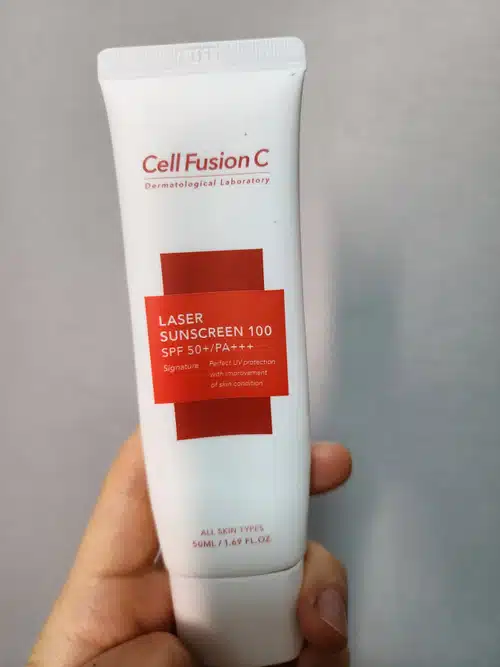 Cell Fusion C
Dermatological Laboratory
LASER
SUNSCREEN 100
SPF 50+/PA+++
Signature
Perfect UV protection
with improvement
of skin condition
ALL SKIN TYPES
50ML / 1.69 FL.OZ